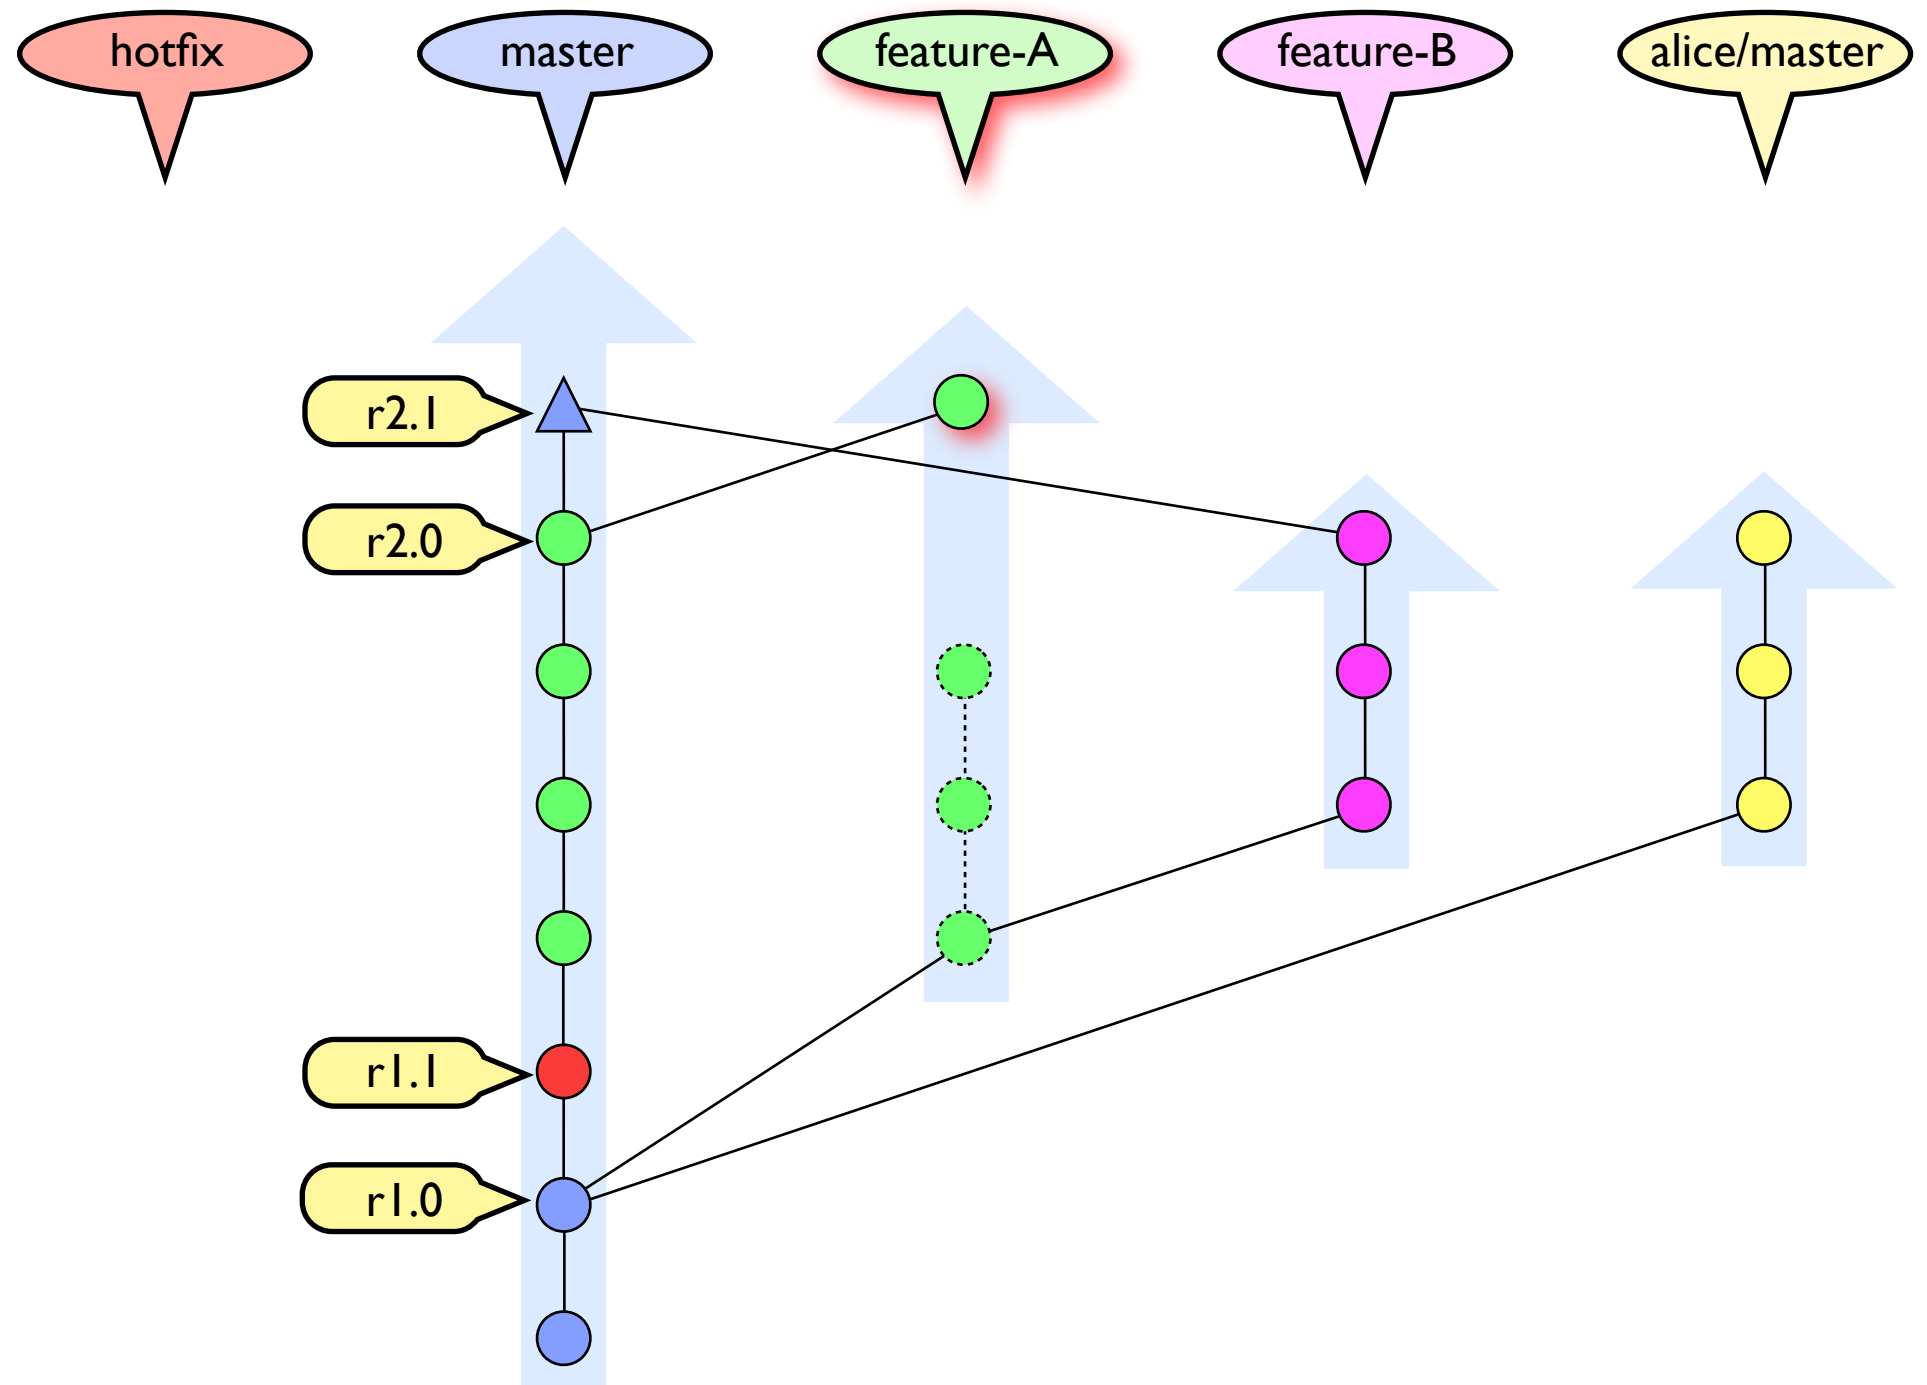 hotfix
master
feature-A
feature-B
alice/master
r2.1
r2.0
r1.1
r1.0